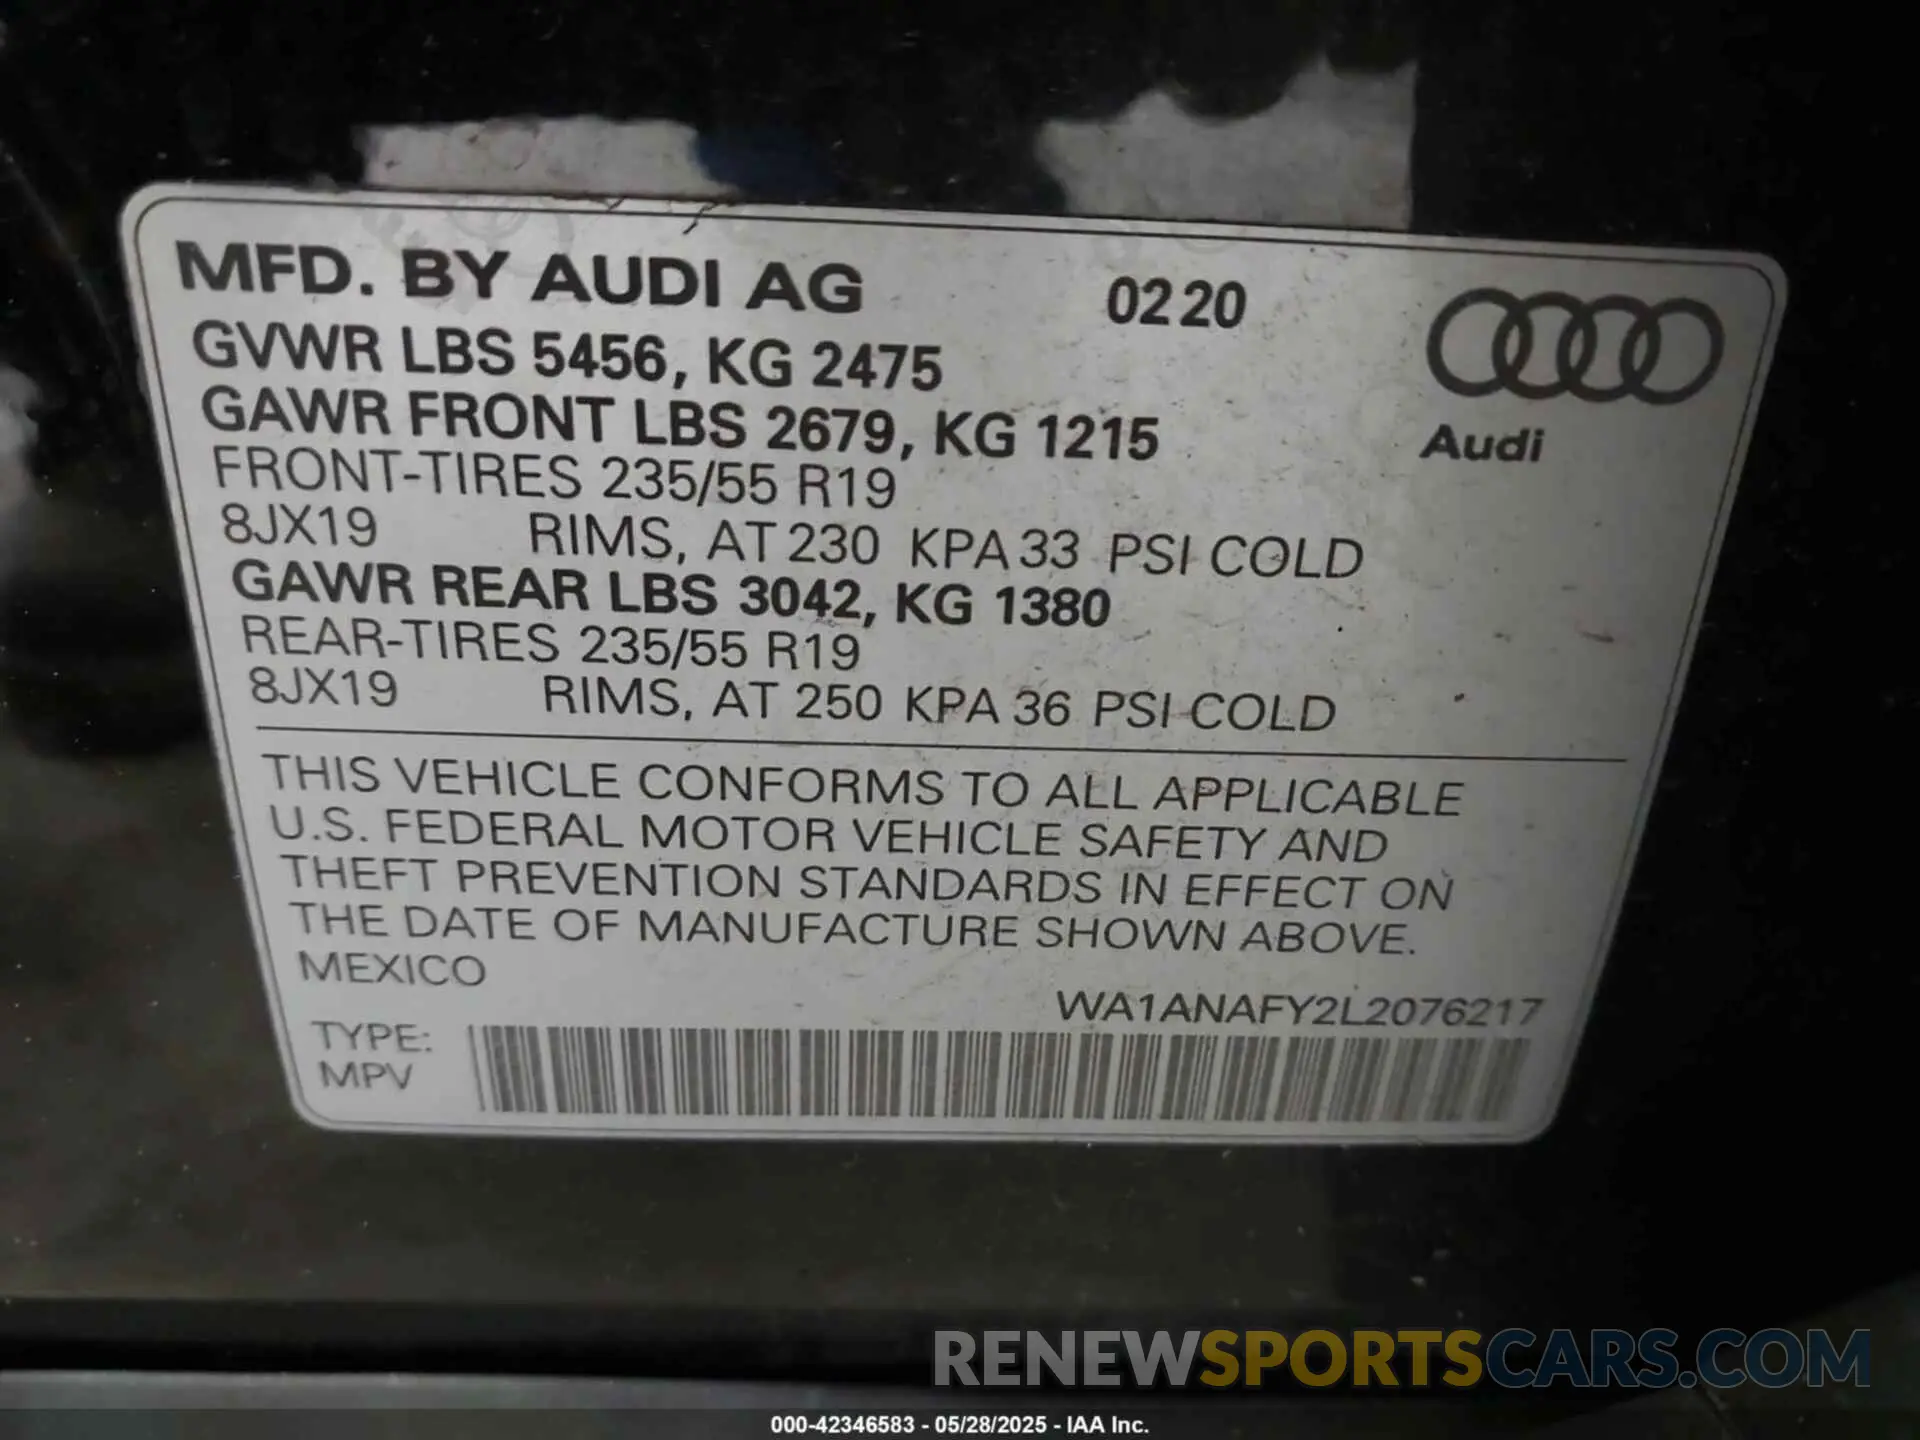 MFD. BY AUDI AG 0220
GVWR LBS 5456, KG 2475
GAWR FRONT LBS 2679, KG 1215
Audi
FRONT-TIRES 235/55 R19
8JX19 RIMS, AT 230 KPA 33 PSI COLD
GAWR REAR LBS 3042, KG 1380
REAR-TIRES 235/55 R19
8JX19 RIMS, AT 250 KPA 36 PSI COLD
THIS VEHICLE CONFORMS TO ALL APPLICABLE
U.S. FEDERAL MOTOR VEHICLE SAFETY AND
THEFT PREVENTION STANDARDS IN EFFECT ON
THE DATE OF MANUFACTURE SHOWN ABOVE.
MEXICO
WA1ANAFY2L2076217
TYPE:
MPV
RENEWSPORTSCARS.COM
000-42346583 - 05/28/2025 - IAA Inc.